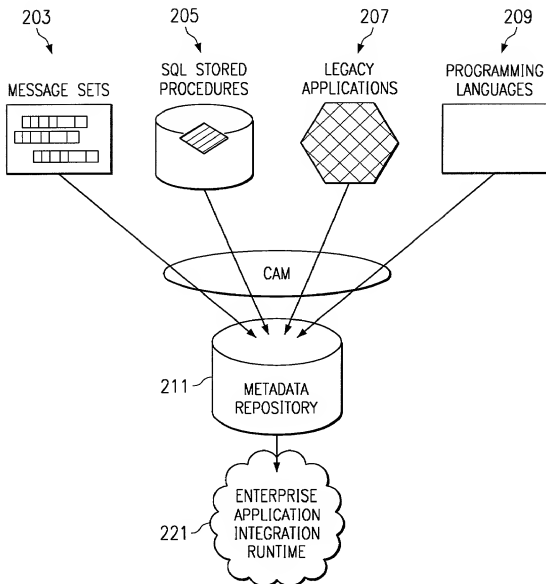 203
205
207
209
MESSAGE SETS
SQL STORED
PROCEDURES
LEGACY
APPLICATIONS
PROGRAMMING
LANGUAGES
CAM
211
METADATA
REPOSITORY
221
ENTERPRISE
APPLICATION
INTEGRATION
RUNTIME